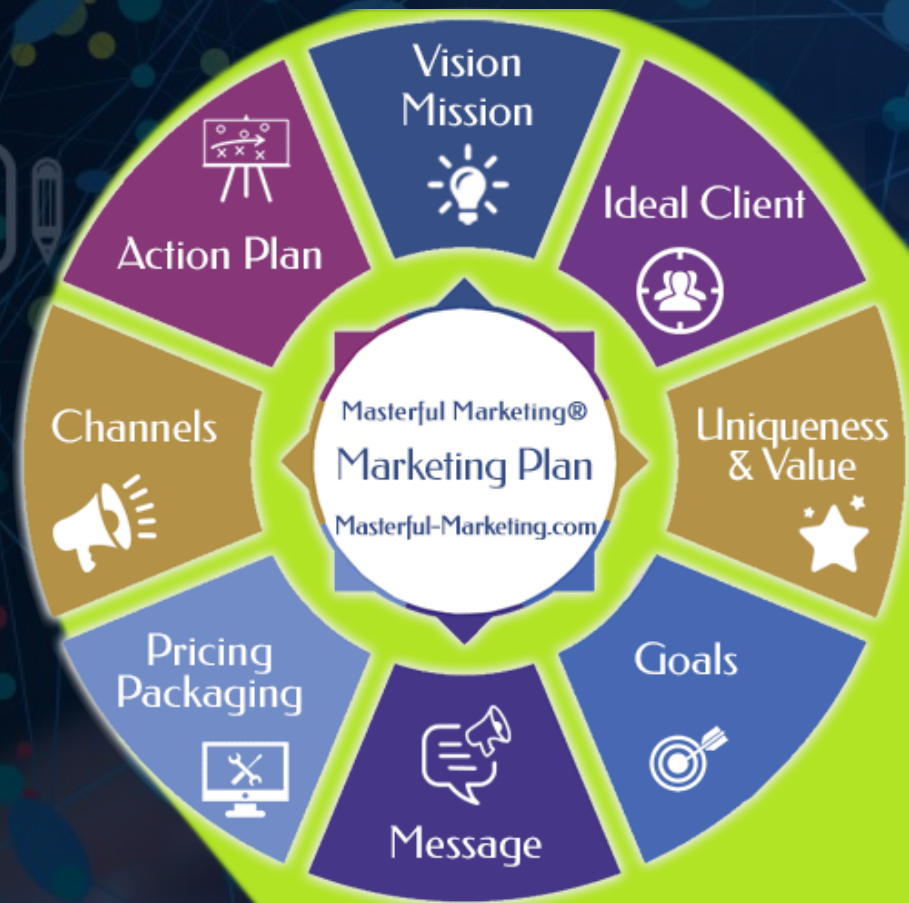 Vision
Mission
Ideal Client
Uniqueness
& Value
Goals
Message
Pricing
Packaging
Channels
Action Plan
Masterful Marketing®
Marketing Plan
Masterful-Marketing.com